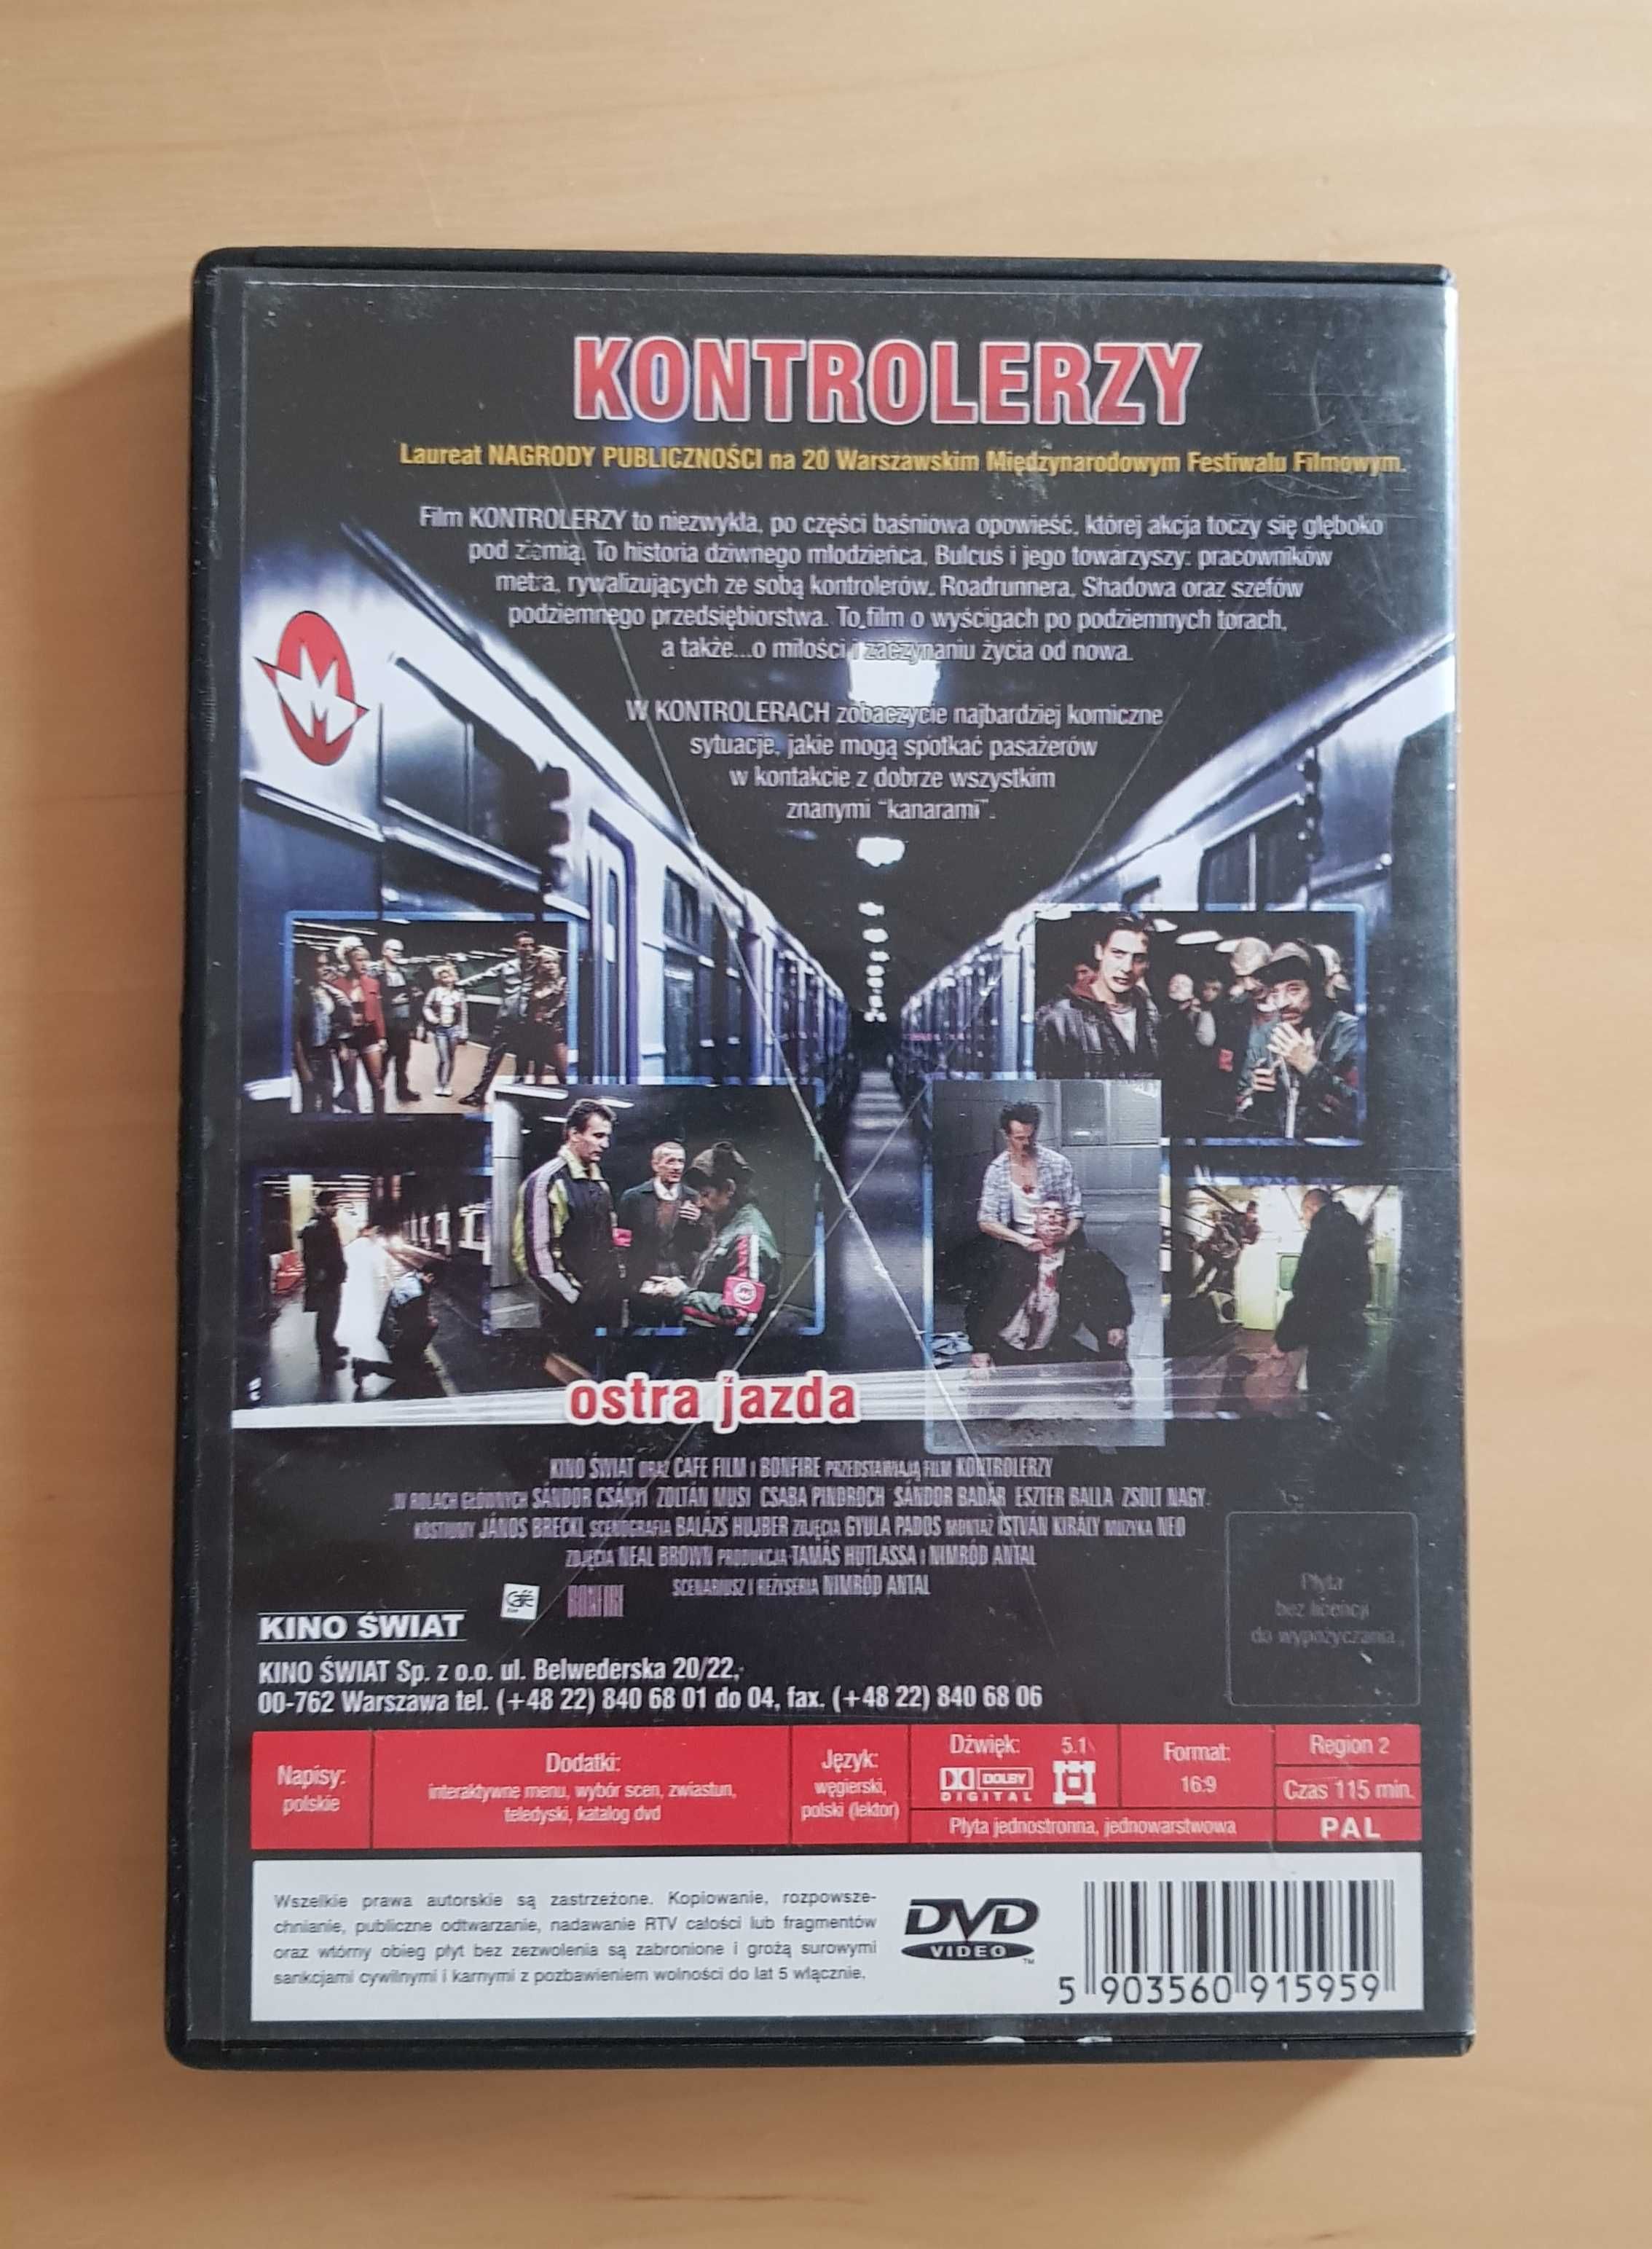 KONTROLERZY
Laureat NAGRODY PUBLICZNOŚCI na 20 Warszawskim Międzynarodowym Festiwalu Filmowym.
Film KONTROLERZY to niezwykła, po części baśniowa opowieść, której akcja toczy się głęboko
pod ziemią. To historia dziwnego młodzieńca, Bulcsu i jego towarzyszy: pracowników
metra, rywalizujących ze sobą kontrolerów, Roadrunnera, Shadowa oraz szefów
podziemnego przedsiębiorstwa. To film o wyścigach po podziemnych torach,
a także...o miłości i zaczynaniu życia od nowa.
W KONTROLERACH zobaczycie najbardziej komiczne
sytuacje, jakie mogą spotkać pasażerów
w kontakcie z dobrze wszystkim
znanymi "kanarami".
M
ostra jazda
KINO ŚWIAT ORAZ CAFE FILM I BONFIRE PRZEDSTAWIAJĄ FILM KONTROLERZY
W ROLACH GŁÓWNYCH SÁNDOR CSÁNYI ZOLTÁN MUSI CSABA PINDROCH SÁNDOR BADÁR ESZTER BALLA ZSOLT NAGY
KOSTIUMY JÁNOS BRECKL SCENOGRAFIA BALÁZS HUJBER ZDJĘCIA GYULA PADOS MONTAŻ ISTVÁN KIRÁLY MUZYKA NEO
ZDJĘCIA NEAL BROWN PRODUKCJA TAMÁS HUTLASSA I NIMRÓD ANTAL
SCENARIUSZ I REŻYSERIA NIMRÓD ANTAL
Café
BONFIRE
Płyta
bez licencji
do wypożyczania
KINO ŚWIAT
KINO ŚWIAT Sp. z o.o. ul. Belwederska 20/22,
00-762 Warszawa tel. (+48 22) 840 68 01 do 04, fax. (+48 22) 840 68 06
Napisy:
polskie
Dodatki:
interaktywne menu, wybór scen, zwiastun,
teledyski, katalog dvd
Język:
węgierski,
polski (lektor)
Dźwięk: 5.1
DOLBY
DIGITAL
Płyta jednostronna, jednowarstwowa
Format:
16:9
Region 2
Czas 115 min.
PAL
Wszelkie prawa autorskie są zastrzeżone. Kopiowanie, rozpowsze-
chnianie, publiczne odtwarzanie, nadawanie RTV całości lub fragmentów
oraz wtórny obieg płyt bez zezwolenia są zabronione i grożą surowymi
sankcjami cywilnymi i karnymi z pozbawieniem wolności do lat 5 włącznie.
DVD
VIDEO
TM
5 903560 915959